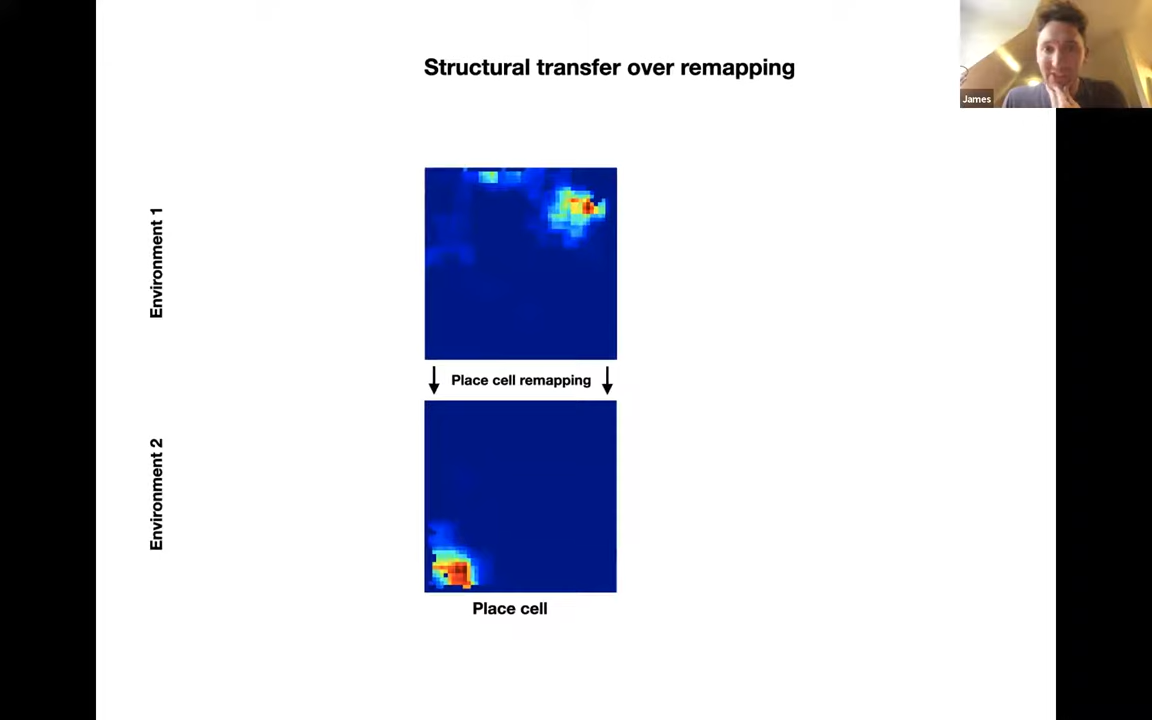 Structural transfer over remapping
James
Environment 1
Place cell remapping
Environment 2
Place cell